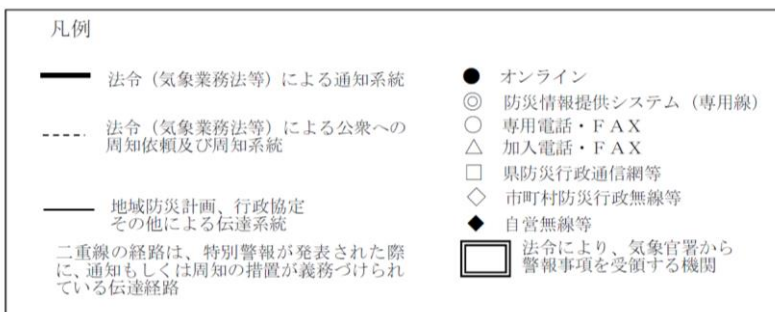 凡例
法令（気象業務法等）による通知系統
法令（気象業務法等）による公衆への
周知依頼及び周知系統
地域防災計画、行政協定
その他による伝達系統
二重線の経路は、特別警報が発表された際
に、通知もしくは周知の措置が義務づけられ
ている伝達経路
● オンライン
◎ 防災情報提供システム（専用線）
○ 専用電話・ＦＡＸ
△ 加入電話・ＦＡＸ
□ 県防災行政通信網等
◇ 市町村防災行政無線等
◆ 自営無線等
法令により、気象官署から
警報事項を受領する機関